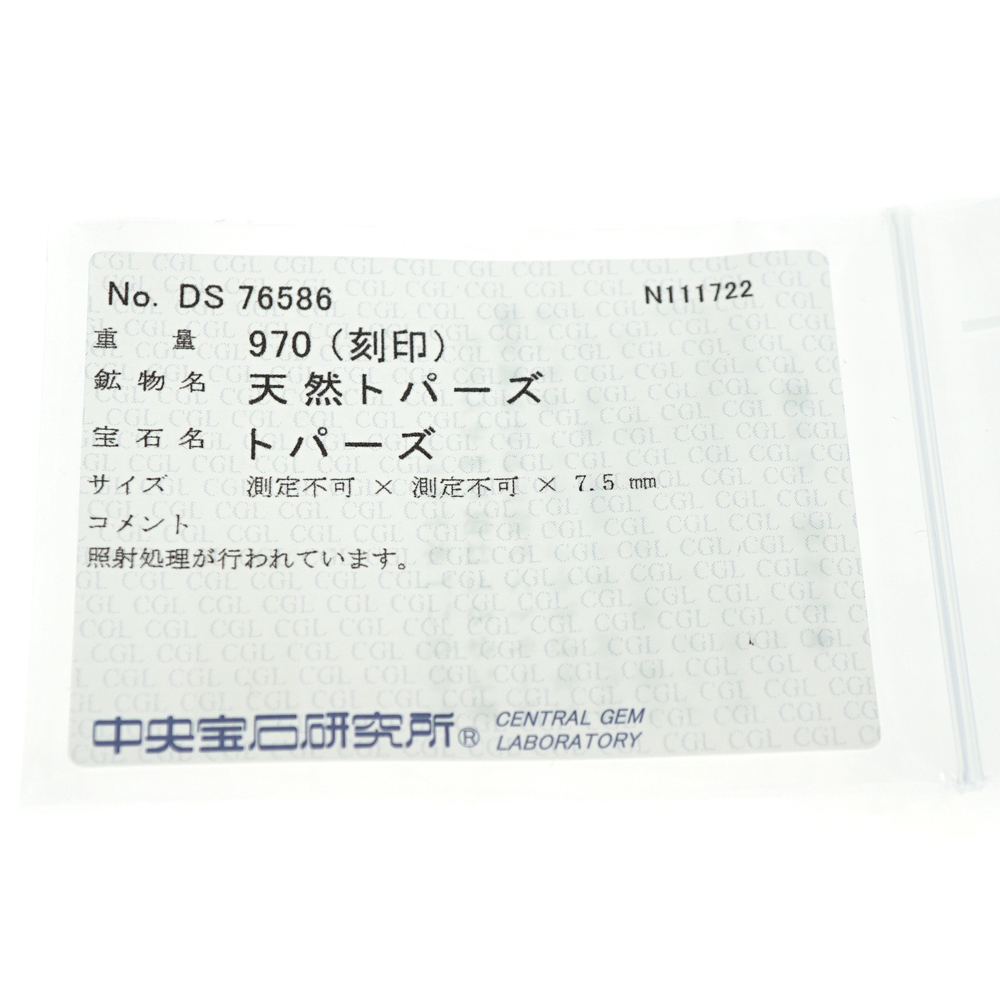 No. DS 76586 N111722
重量 970(刻印)
鉱物名 天然トパーズ
宝石名 トパーズ
サイズ 測定不可 × 測定不可 × 7.5 mm
コメント
照射処理が行われています。
中央宝石研究所® CENTRAL GEM
LABORATORY